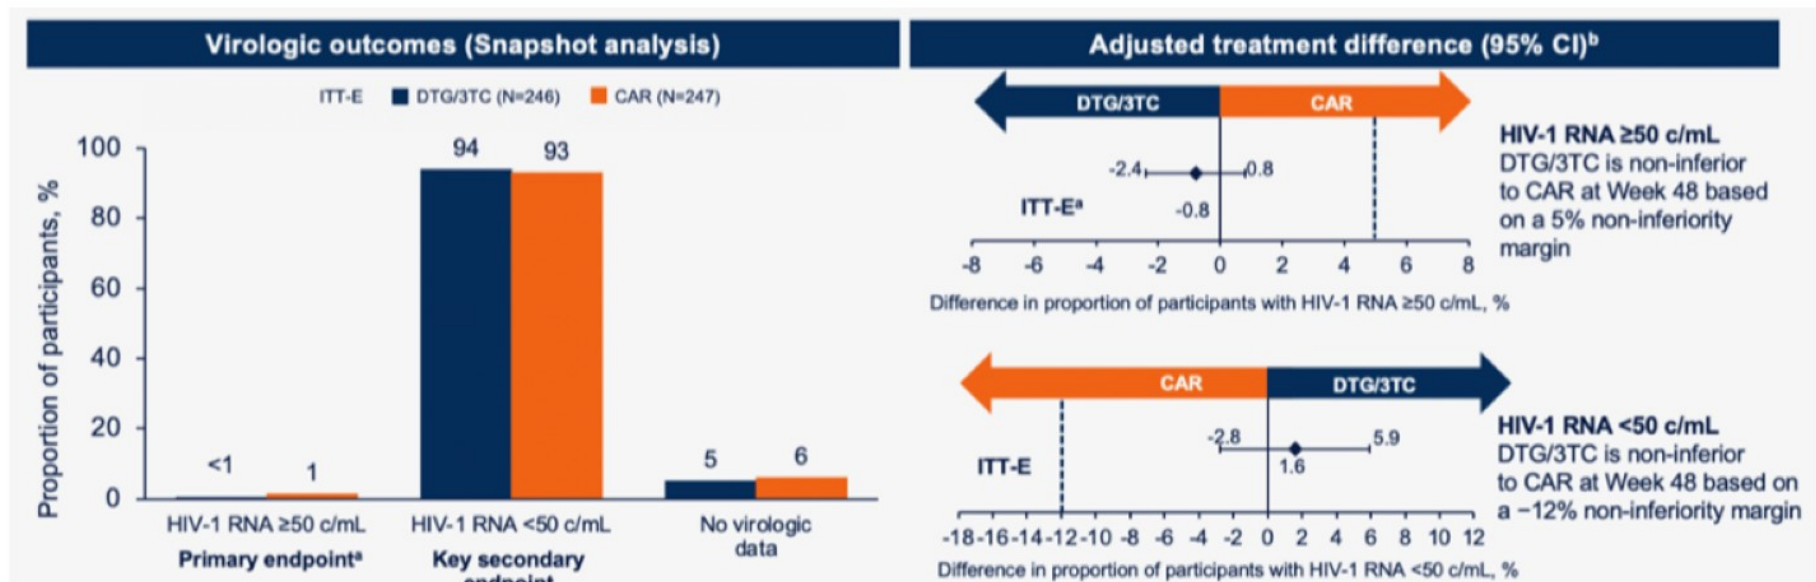 Virologic outcomes (Snapshot analysis)
ITT-E DTG/3TC (N=246) CAR (N=247)
Proportion of participants, %
100
80
60
40
20
0
<1
1
94
93
5
6
HIV-1 RNA ≥50 c/mL
Primary endpointᵃ
HIV-1 RNA <50 c/mL
Key secondary
endpoint
No virologic
data
Adjusted treatment difference (95% CI)ᵇ
DTG/3TC CAR
-2.4 0.8
ITT-Eᵃ
-0.8
-8 -6 -4 -2 0 2 4 6 8
Difference in proportion of participants with HIV-1 RNA ≥50 c/mL, %
HIV-1 RNA ≥50 c/mL
DTG/3TC is non-inferior
to CAR at Week 48 based
on a 5% non-inferiority
margin
CAR DTG/3TC
-2.8 5.9
ITT-E
1.6
-18 -16 -14 -12 -10 -8 -6 -4 -2 0 2 4 6 8 10 12
Difference in proportion of participants with HIV-1 RNA <50 c/mL, %
HIV-1 RNA <50 c/mL
DTG/3TC is non-inferior
to CAR at Week 48 based on
a −12% non-inferiority margin